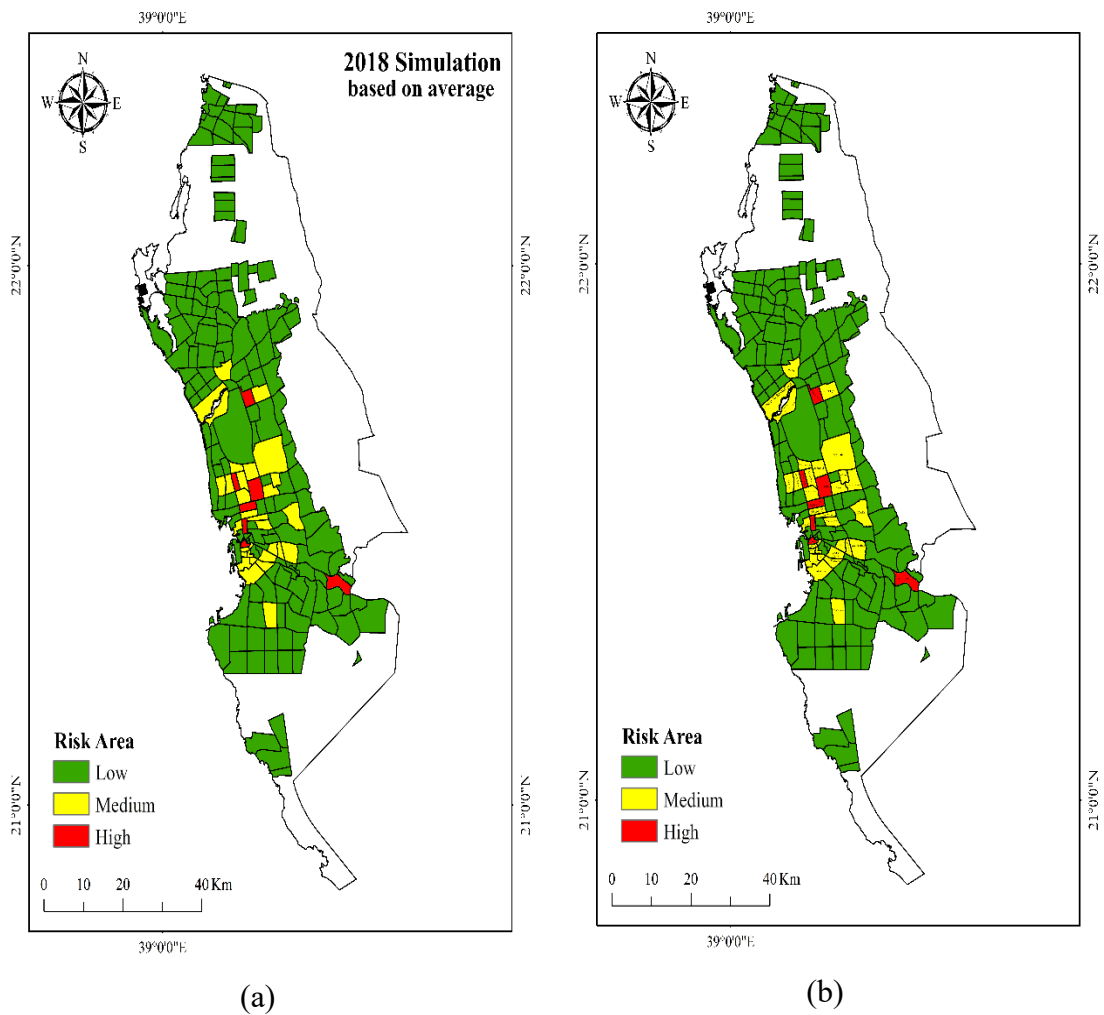 39°0'0"E
39°0'0"E
N
W E
S
2018 Simulation
based on average
N
W E
S
22°0'0"N
22°0'0"N
22°0'0"N
22°0'0"N
Risk Area
Low
Medium
High
Risk Area
Low
Medium
High
21°0'0"N
21°0'0"N
21°0'0"N
21°0'0"N
0 10 20 40 Km
0 10 20 40 Km
39°0'0"E
39°0'0"E
(a)
(b)